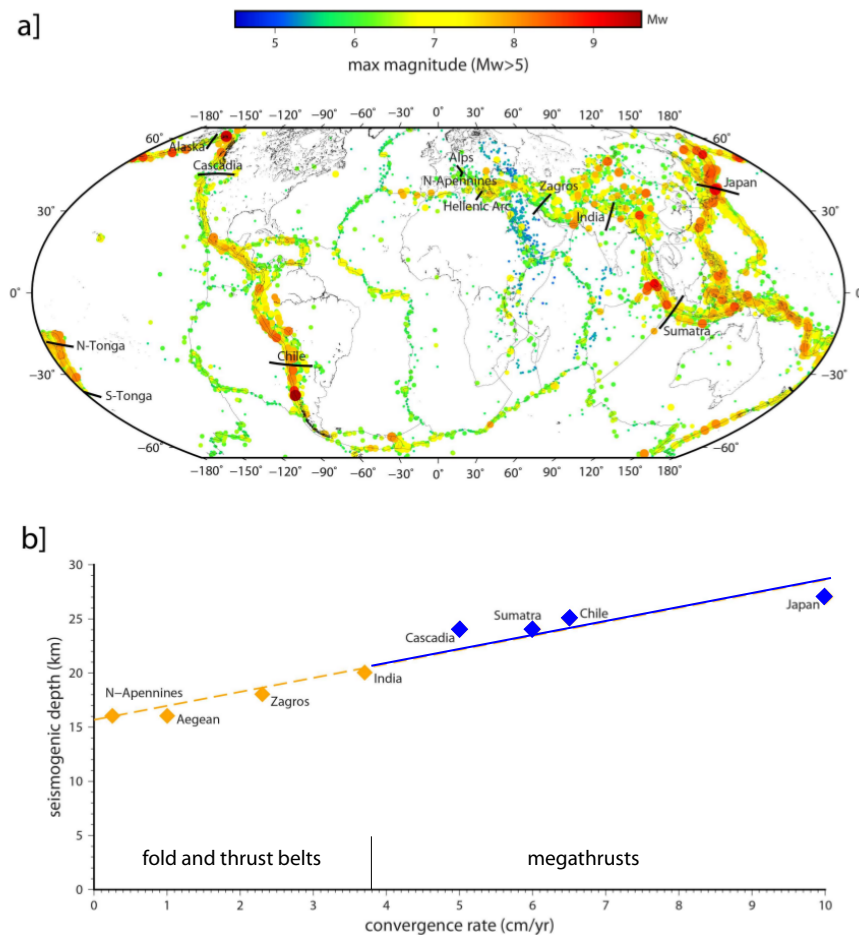 a]
Mw
5 6 7 8 9
max magnitude (Mw>5)
−180° −150° −120° −90° −60° −30° 0° 30° 60° 90° 120° 150° 180°
60° 60°
Alaska
Cascadia
Alps
N-Apennines
Hellenic Arc
Zagros
India
Japan
30° 30°
0° 0°
Sumatra
N-Tonga
Chile
−30° −30°
S-Tonga
−60° −60°
−180° −150° −120° −90° −60° −30° 0° 30° 60° 90° 120° 150° 180°
b]
seismogenic depth (km)
30
25
20
15
10
5
0
Cascadia
Sumatra
Chile
Japan
N−Apennines
Aegean
Zagros
India
fold and thrust belts
megathrusts
0 1 2 3 4 5 6 7 8 9 10
convergence rate (cm/yr)